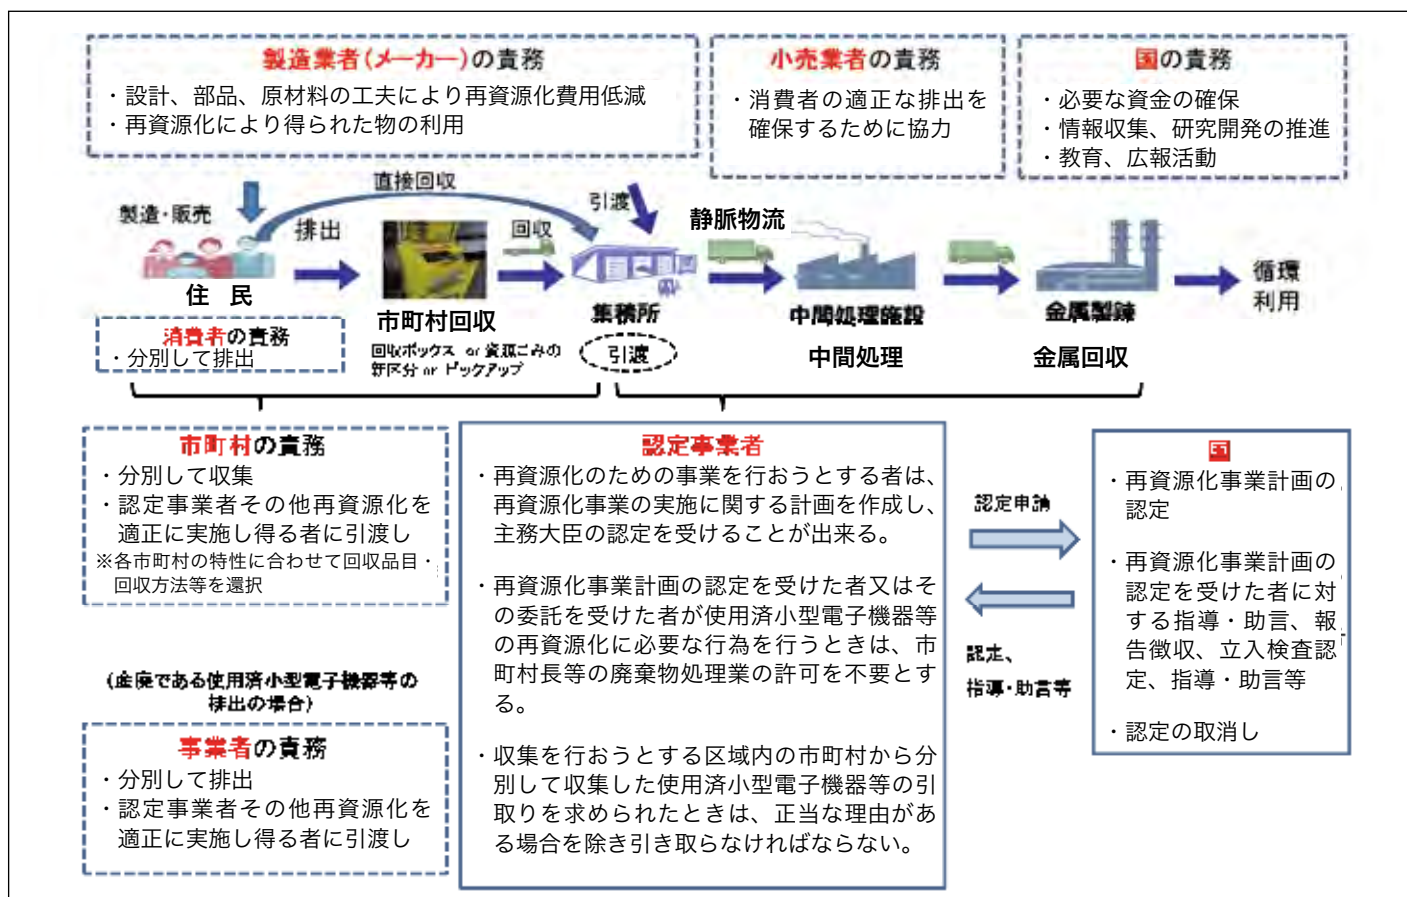 製造業者(メーカー)の責務
・設計、部品、原材料の工夫により再資源化費用低減
・再資源化により得られた物の利用
小売業者の責務
・消費者の適正な排出を
確保するために協力
国の責務
・必要な資金の確保
・情報収集、研究開発の推進
・教育、広報活動
直接回収
製造・販売
排出
回収
引渡
静脈物流
住 民
市町村回収
集積所
中間処理施設
金属製錬
循環
利用
消費者の責務
・分別して排出
回収ボックス or 資源ごみの
新区分 or ピックアップ
引渡
中間処理
金属回収
市町村の責務
・分別して収集
・認定事業者その他再資源化を
適正に実施し得る者に引渡し
※各市町村の特性に合わせて回収品目・
回収方法等を選択
(産廃である使用済小型電子機器等の
排出の場合)
事業者の責務
・分別して排出
・認定事業者その他再資源化を
適正に実施し得る者に引渡し
認定事業者
・再資源化のための事業を行おうとする者は、
再資源化事業の実施に関する計画を作成し、
主務大臣の認定を受けることが出来る。
・再資源化事業計画の認定を受けた者又はそ
の委託を受けた者が使用済小型電子機器等
の再資源化に必要な行為を行うときは、市
町村長等の廃棄物処理業の許可を不要とす
る。
・収集を行おうとする区域内の市町村から分
別して収集した使用済小型電子機器等の引
取りを求められたときは、正当な理由があ
る場合を除き引き取らなければならない。
認定申請
認定、
指導・助言等
国
・再資源化事業計画の
認定
・再資源化事業計画の
認定を受けた者に対
する指導・助言、報
告徴収、立入検査認
定、指導・助言等
・認定の取消し